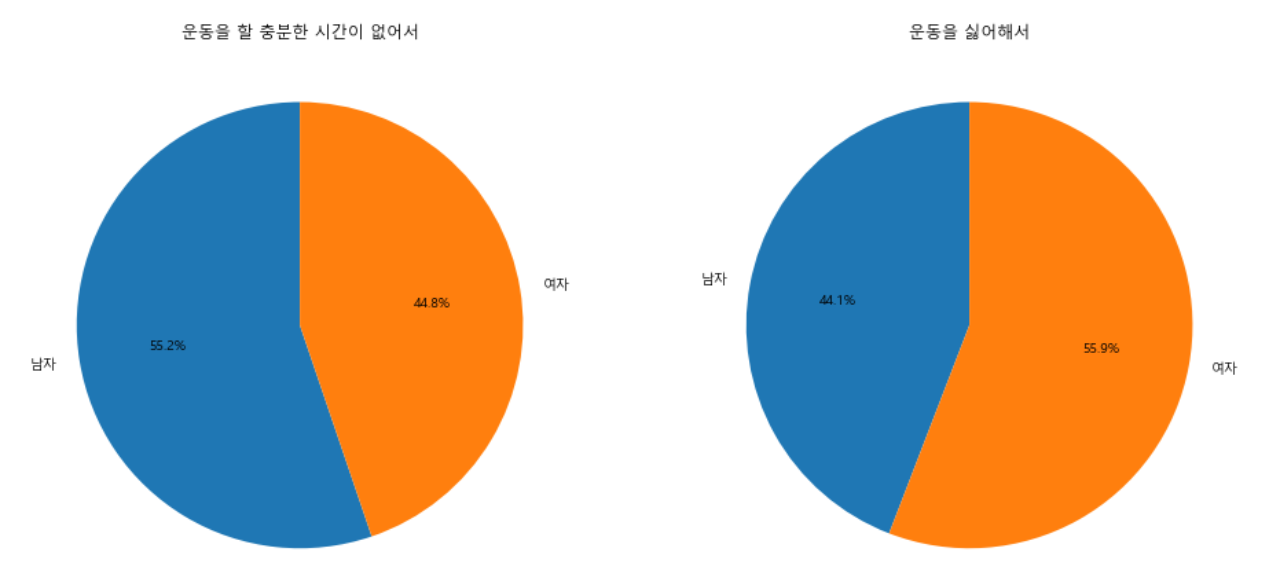 운동을 할 충분한 시간이 없어서
남자
55.2%
44.8%
여자
운동을 싫어해서
남자
44.1%
55.9%
여자